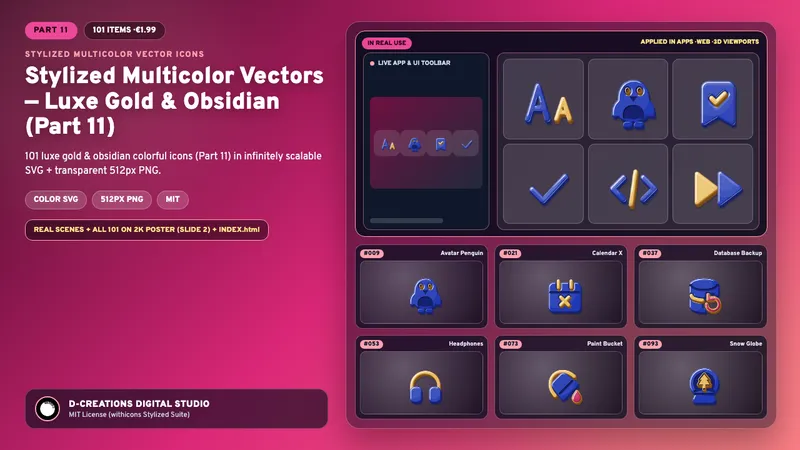 PART 11
101 ITEMS •€1.99
STYLIZED MULTICOLOR VECTOR ICONS
Stylized Multicolor Vectors
— Luxe Gold & Obsidian
(Part 11)
101 luxe gold & obsidian colorful icons (Part 11) in infinitely scalable
SVG + transparent 512px PNG.
COLOR SVG
512PX PNG
MIT
REAL SCENES + ALL 101 ON 2K POSTER (SLIDE 2) + INDEX.html
D-CREATIONS DIGITAL STUDIO
MIT License (withicons Stylized Suite)
IN REAL USE
APPLIED IN APPS •WEB •3D VIEWPORTS
LIVE APP & UI TOOLBAR
#009
Avatar Penguin
#021
Calendar X
#037
Database Backup
#053
Headphones
#073
Paint Bucket
#093
Snow Globe